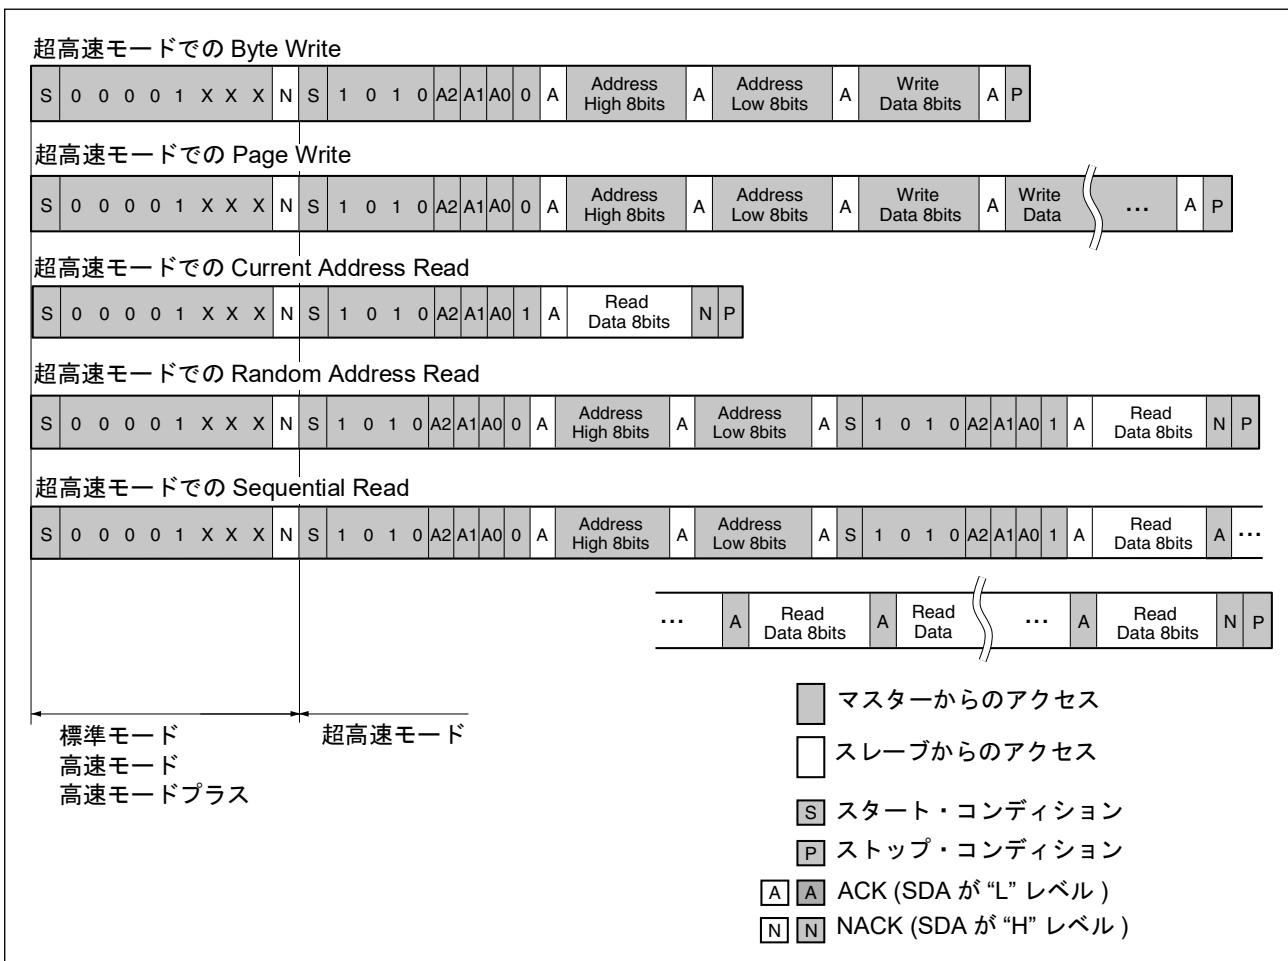 超高速モードでの Byte Write
S 0 0 0 0 1 X X X N S 1 0 1 0 A2 A1 A0 0 A Address High 8bits A Address Low 8bits A Write Data 8bits A P
超高速モードでの Page Write
S 0 0 0 0 1 X X X N S 1 0 1 0 A2 A1 A0 0 A Address High 8bits A Address Low 8bits A Write Data 8bits A Write Data ... A P
超高速モードでの Current Address Read
S 0 0 0 0 1 X X X N S 1 0 1 0 A2 A1 A0 1 A Read Data 8bits N P
超高速モードでの Random Address Read
S 0 0 0 0 1 X X X N S 1 0 1 0 A2 A1 A0 0 A Address High 8bits A Address Low 8bits A S 1 0 1 0 A2 A1 A0 1 A Read Data 8bits N P
超高速モードでの Sequential Read
S 0 0 0 0 1 X X X N S 1 0 1 0 A2 A1 A0 0 A Address High 8bits A Address Low 8bits A S 1 0 1 0 A2 A1 A0 1 A Read Data 8bits A ...
... A Read Data 8bits A Read Data ... A Read Data 8bits N P
標準モード
高速モード
高速モードプラス
超高速モード
マスターからのアクセス
スレーブからのアクセス
S スタート・コンディション
P ストップ・コンディション
A A ACK (SDA が “L” レベル )
N N NACK (SDA が “H” レベル )